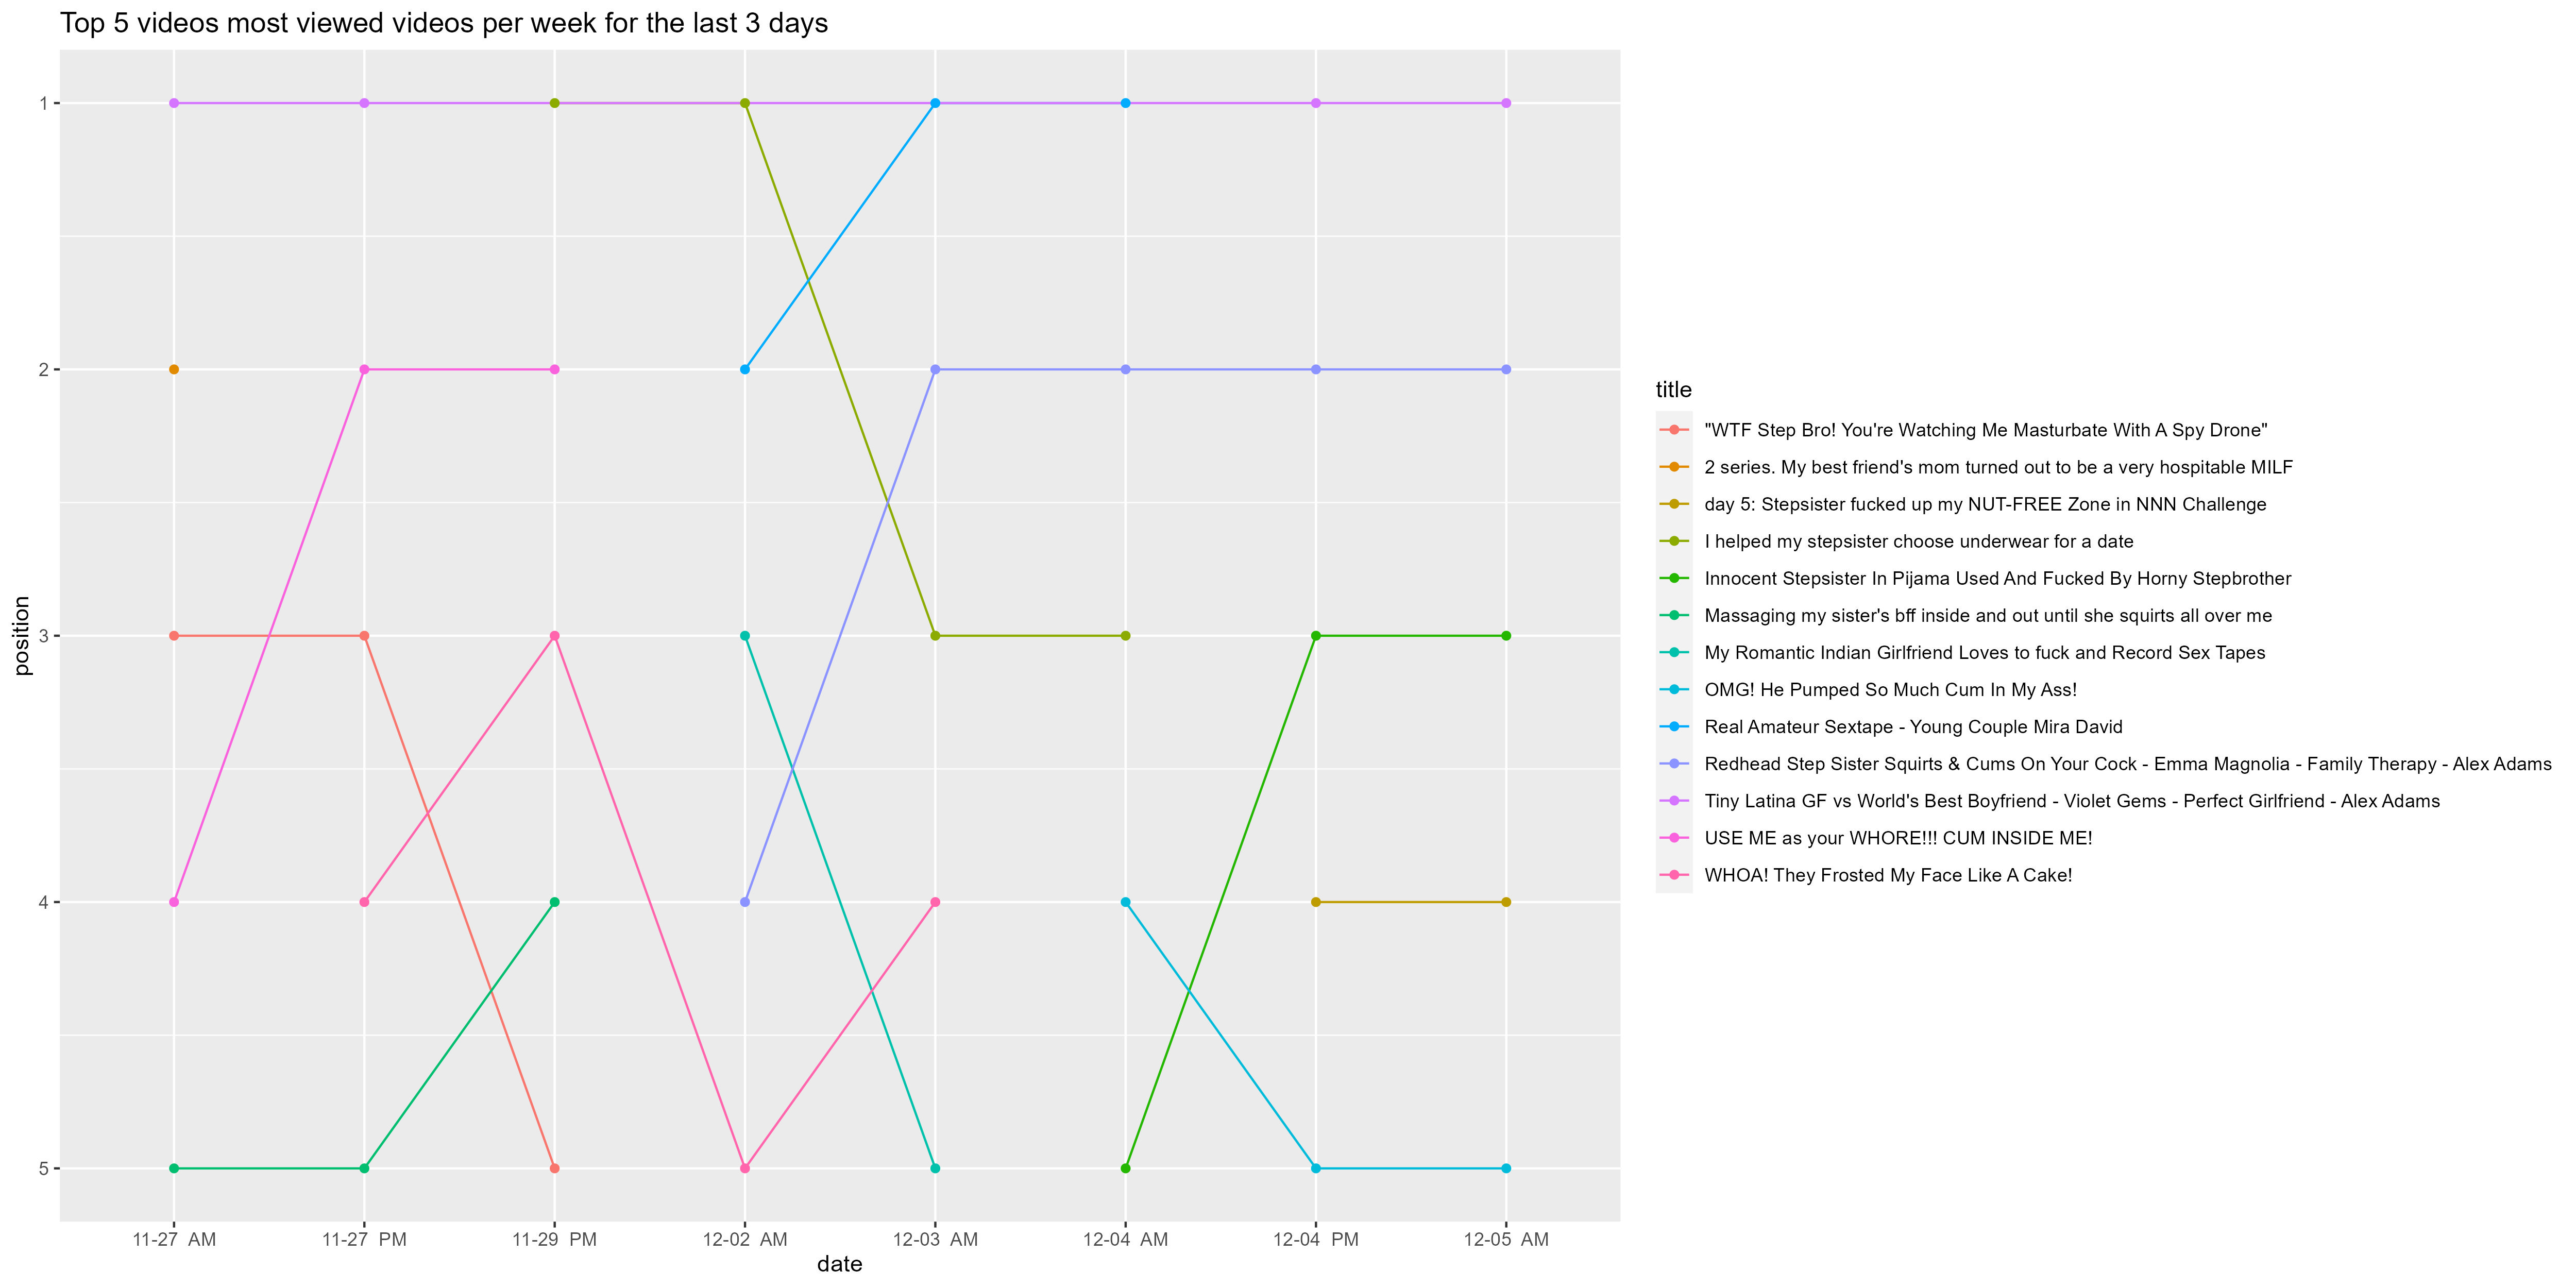 Top 5 videos most viewed videos per week for the last 3 days
position
1
2
3
4
5
11-27 AM
11-27 PM
11-29 PM
12-02 AM
12-03 AM
12-04 AM
12-04 PM
12-05 AM
date
title
"WTF Step Bro! You're Watching Me Masturbate With A Spy Drone"
2 series. My best friend's mom turned out to be a very hospitable MILF
day 5: Stepsister fucked up my NUT-FREE Zone in NNN Challenge
I helped my stepsister choose underwear for a date
Innocent Stepsister In Pijama Used And Fucked By Horny Stepbrother
Massaging my sister's bff inside and out until she squirts all over me
My Romantic Indian Girlfriend Loves to fuck and Record Sex Tapes
OMG! He Pumped So Much Cum In My Ass!
Real Amateur Sextape - Young Couple Mira David
Redhead Step Sister Squirts & Cums On Your Cock - Emma Magnolia - Family Therapy - Alex Adams
Tiny Latina GF vs World's Best Boyfriend - Violet Gems - Perfect Girlfriend - Alex Adams
USE ME as your WHORE!!! CUM INSIDE ME!
WHOA! They Frosted My Face Like A Cake!